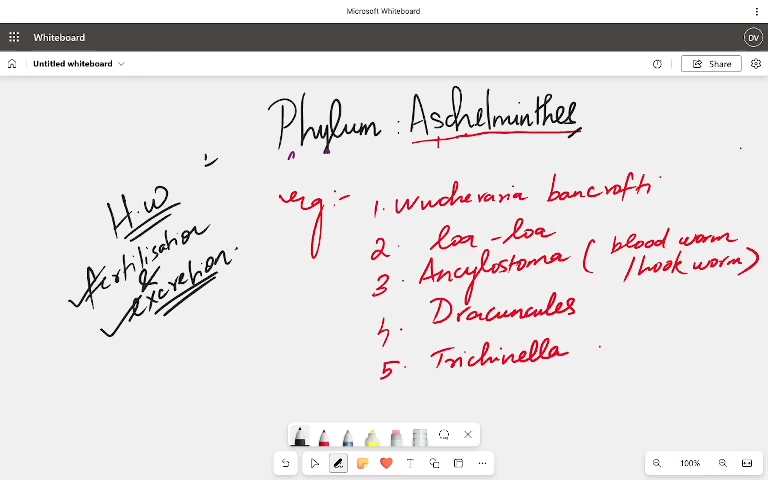 Microsoft Whiteboard
Whiteboard
DV
Untitled whiteboard
Share
Phylum : Aschelminthes
H.W
fertilisation
&
excretion.
eg :-
1. Wucheraria bancrofti
2. loa-loa
3. Ancylostoma ( blood worm
/ hook worm)
4. Dracuncules
5. Trichinella
100%